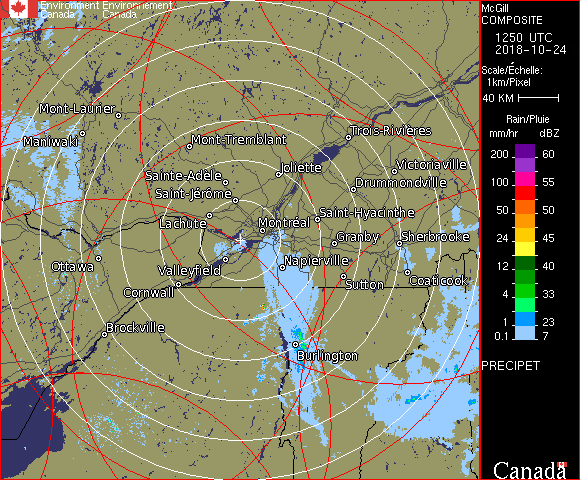 Environment Environnement
Canada Canada
McGill
COMPOSITE
1250 UTC
2018-10-24
Scale/Échelle:
1km/Pixel
40 KM
Rain/Pluie
mm/hr dBZ
200 60
100 55
50 50
24 45
12 40
4 33
1 23
0.1 7
PRECIPET
Mont-Laurier
Maniwaki
Mont-Tremblant
Trois-Rivières
Sainte-Adèle
Joliette
Victoriaville
Saint-Jérôme
Drummondville
Lachute
Montréal
Saint-Hyacinthe
Granby
Sherbrooke
Ottawa
Valleyfield
Napierville
Cornwall
Sutton
Coaticook
Brockville
Burlington
Canada